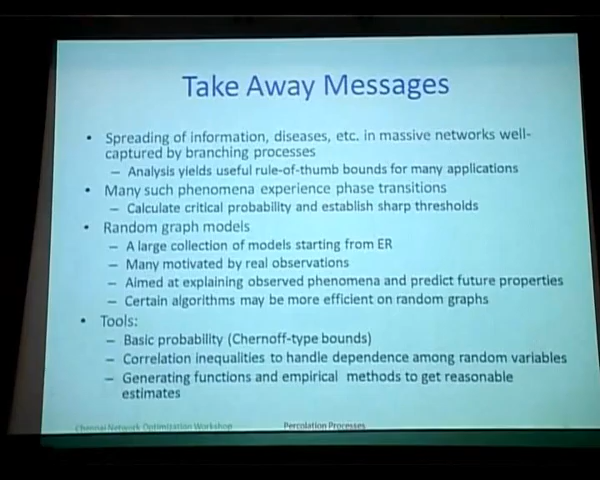 Take Away Messages
• Spreading of information, diseases, etc. in massive networks well-
captured by branching processes
– Analysis yields useful rule-of-thumb bounds for many applications
• Many such phenomena experience phase transitions
– Calculate critical probability and establish sharp thresholds
• Random graph models
– A large collection of models starting from ER
– Many motivated by real observations
– Aimed at explaining observed phenomena and predict future properties
– Certain algorithms may be more efficient on random graphs
• Tools:
– Basic probability (Chernoff-type bounds)
– Correlation inequalities to handle dependence among random variables
– Generating functions and empirical methods to get reasonable
estimates
Chennai Network Optimization Workshop
Percolation Processes